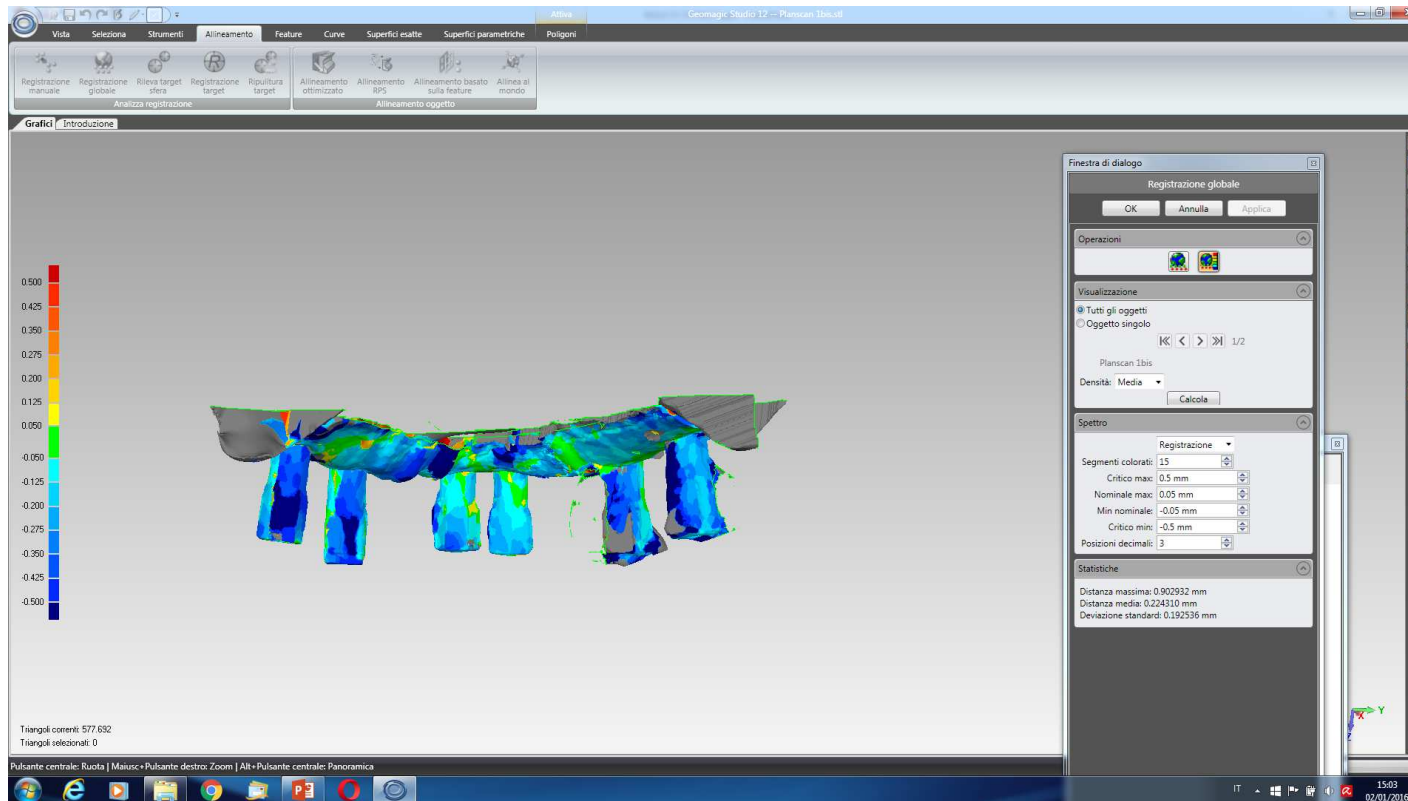 Attiva
Geomagic Studio 12 -- Planscan 1bis.stl
Vista Seleziona Strumenti Allineamento Feature Curve Superfici esatte Superfici parametriche Poligoni
Registrazione manuale
Registrazione globale
Rileva target sfera
Registrazione target
Ripulitura target
Allineamento ottimizzato
Allineamento RPS
Allineamento basato sulla feature
Allinea al mondo
Analizza registrazione
Allineamento oggetto
Grafici Introduzione
0.500
0.425
0.350
0.275
0.200
0.125
0.050
-0.050
-0.125
-0.200
-0.275
-0.350
-0.425
-0.500
Finestra di dialogo
Registrazione globale
OK Annulla Applica
Operazioni
Visualizzazione
Tutti gli oggetti
Oggetto singolo
1/2
Planscan 1bis
Densità: Media
Calcola
Spettro
Registrazione
Segmenti colorati: 15
Critico max: 0.5 mm
Nominale max: 0.05 mm
Min nominale: -0.05 mm
Critico min: -0.5 mm
Posizioni decimali: 3
Statistiche
Distanza massima: 0.902932 mm
Distanza media: 0.224310 mm
Deviazione standard: 0.192536 mm
Y
X
Z
Triangoli correnti: 577.692
Triangoli selezionati: 0
Pulsante centrale: Ruota | Maiusc+Pulsante destro: Zoom | Alt+Pulsante centrale: Panoramica
IT
15:03
02/01/2016